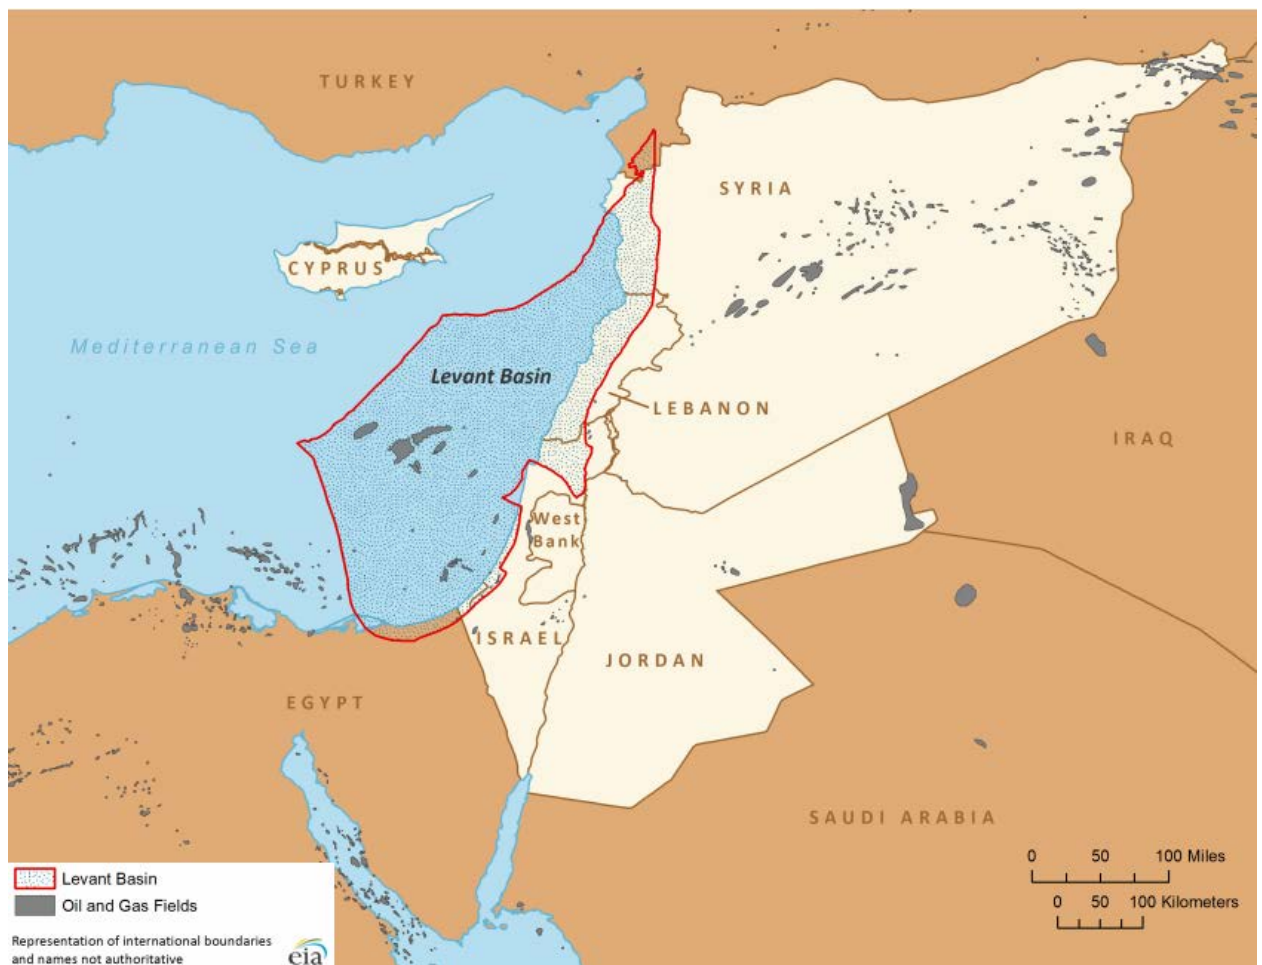 TURKEY
SYRIA
CYPRUS
Mediterranean Sea
Levant Basin
LEBANON
IRAQ
West
Bank
ISRAEL
JORDAN
EGYPT
SAUDI ARABIA
0 50 100 Miles
0 50 100 Kilometers
Levant Basin
Oil and Gas Fields
Representation of international boundaries
and names not authoritative
eia